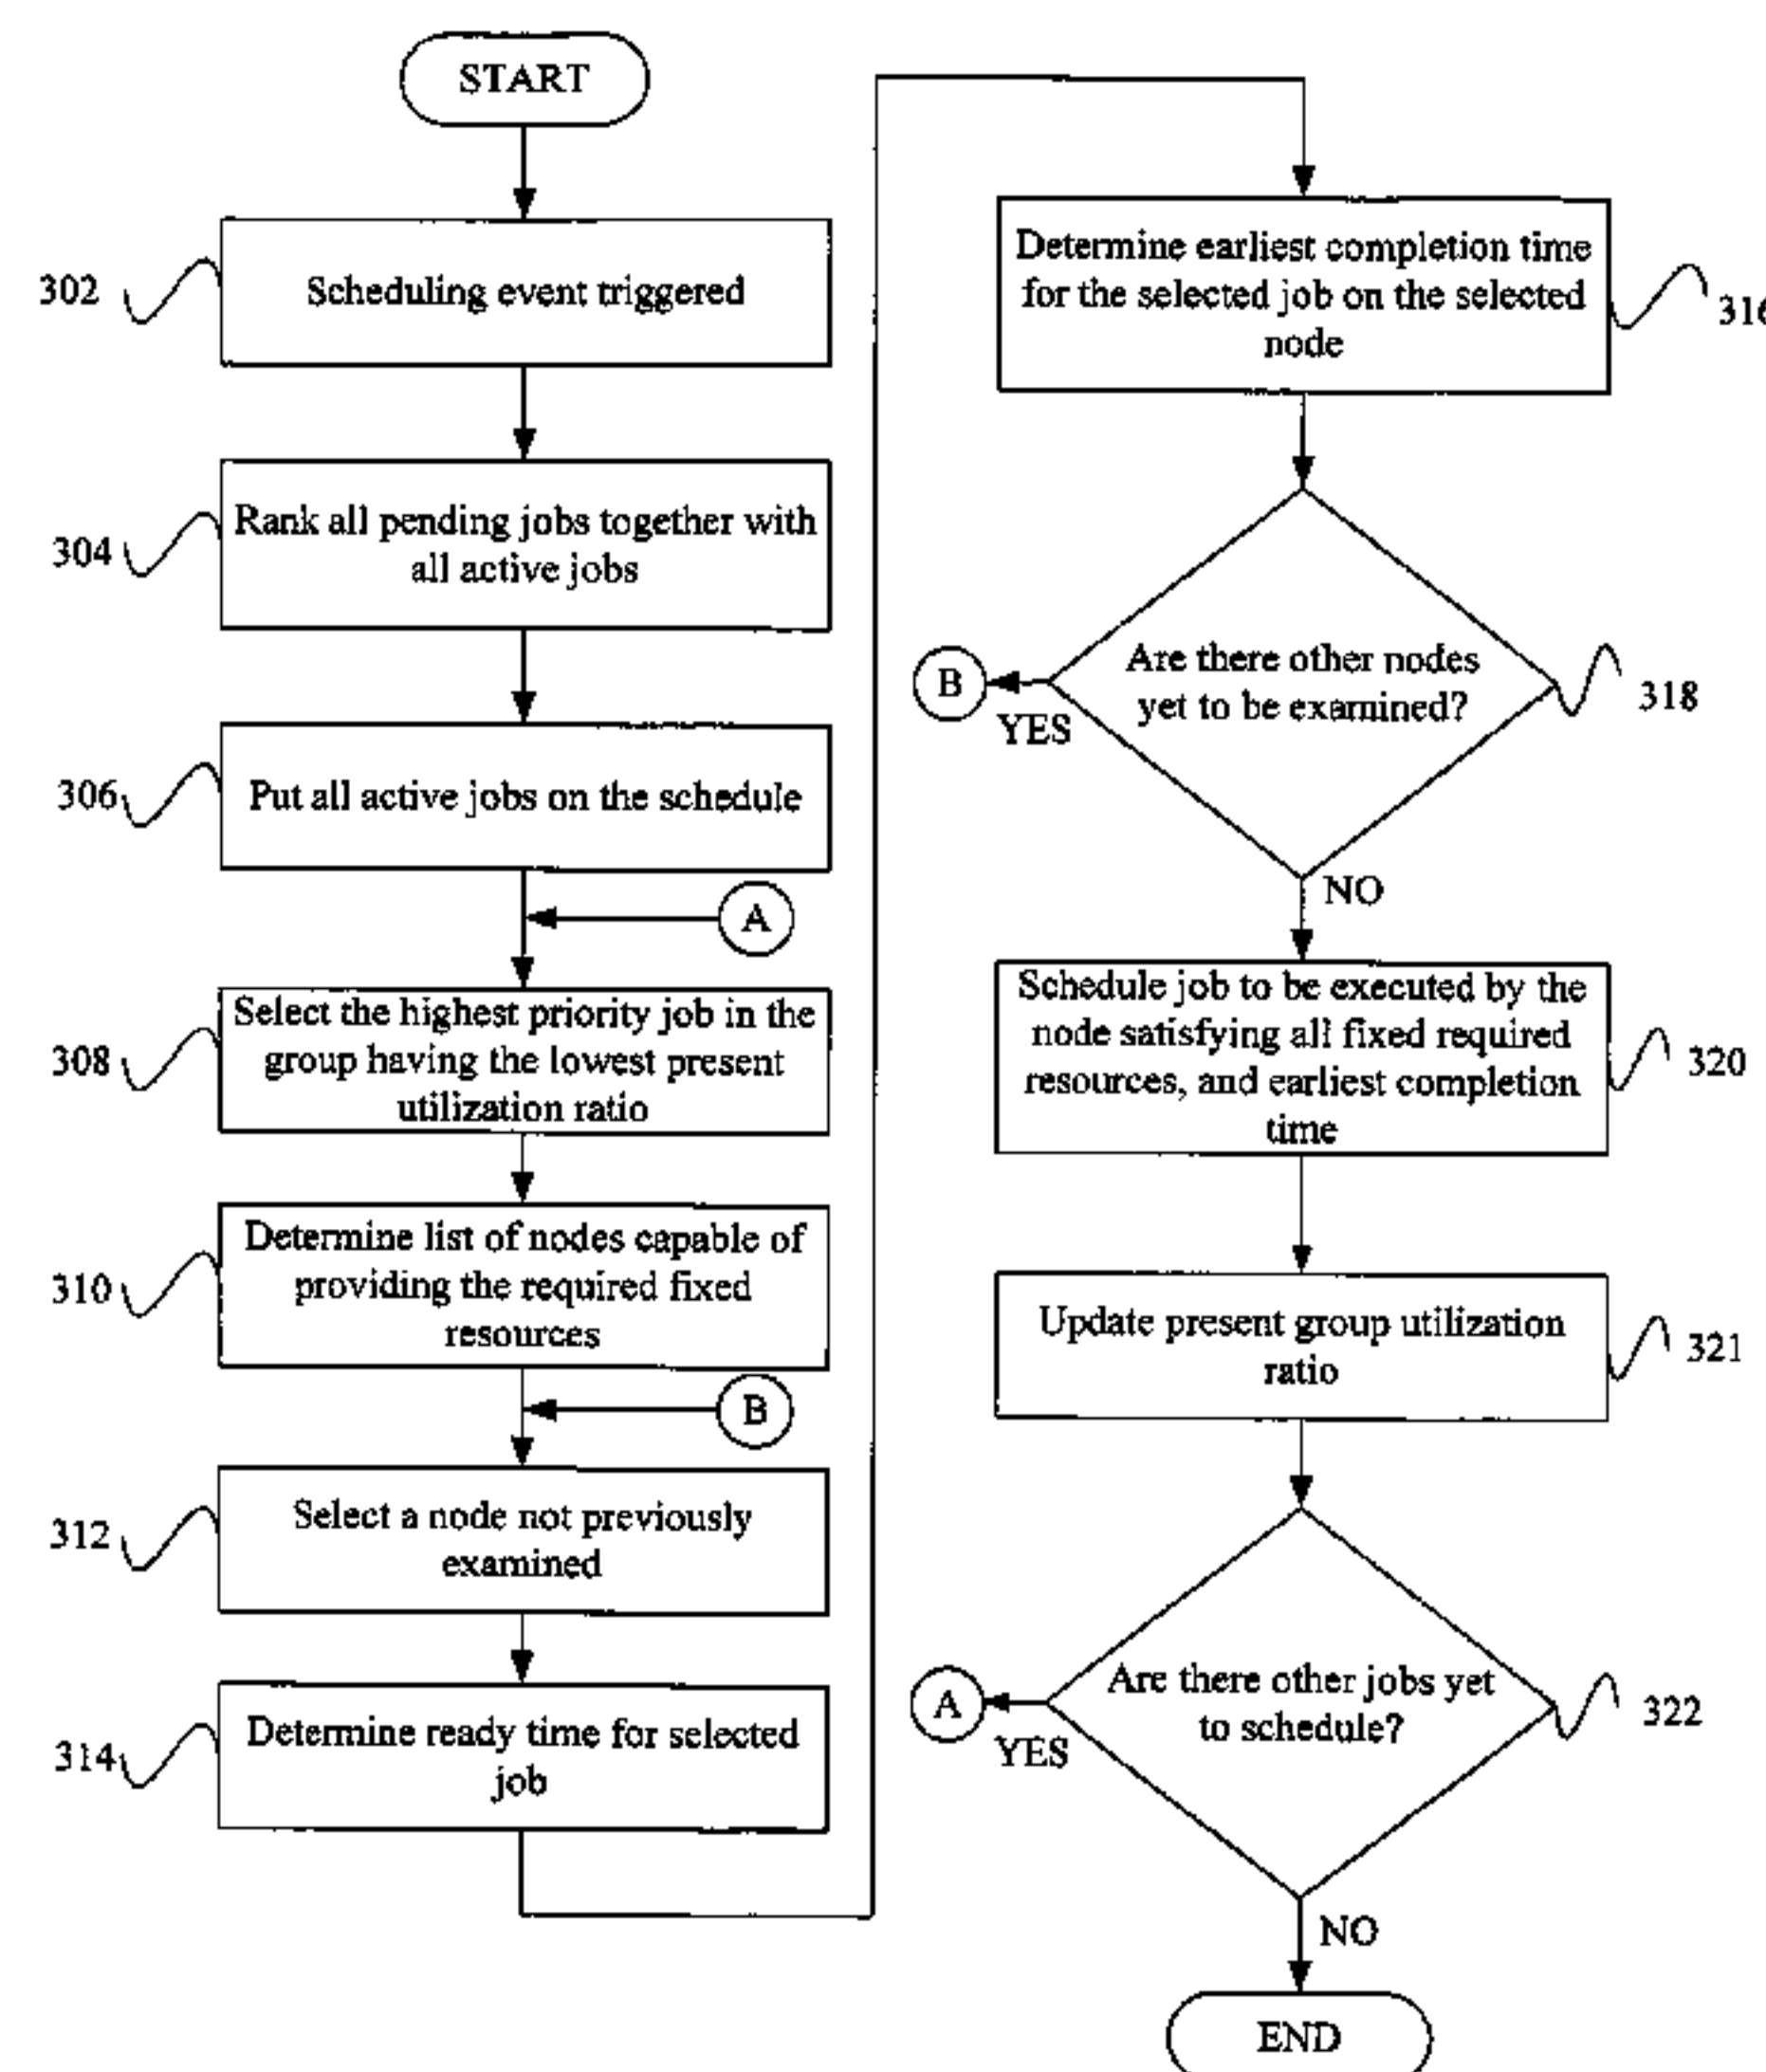 START
302
Scheduling event triggered
304
Rank all pending jobs together with
all active jobs
306
Put all active jobs on the schedule
A
308
Select the highest priority job in the
group having the lowest present
utilization ratio
310
Determine list of nodes capable of
providing the required fixed
resources
B
312
Select a node not previously
examined
314
Determine ready time for selected
job
Determine earliest completion time
for the selected job on the selected
node
316
Are there other nodes
yet to be examined?
318
B
YES
NO
Schedule job to be executed by the
node satisfying all fixed required
resources, and earliest completion
time
320
Update present group utilization
ratio
321
Are there other jobs yet
to schedule?
322
A
YES
NO
END